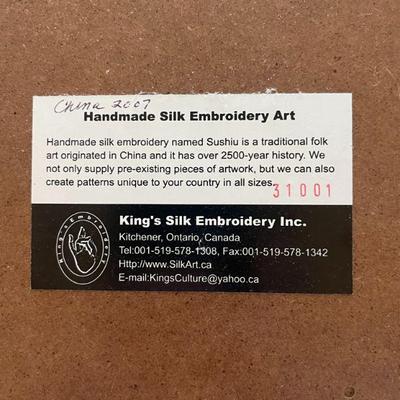 China 2007
Handmade Silk Embroidery Art
Handmade silk embroidery named Sushiu is a traditional folk
art originated in China and it has over 2500-year history. We
not only supply pre-existing pieces of artwork, but we can also
create patterns unique to your country in all sizes.
31001
King's Silk Embroidery Inc.
Kitchener, Ontario, Canada
Tel:001-519-578-1308, Fax:001-519-578-1342
Http://www.SilkArt.ca
E-mail:KingsCulture@yahoo.ca
King's Embroidery